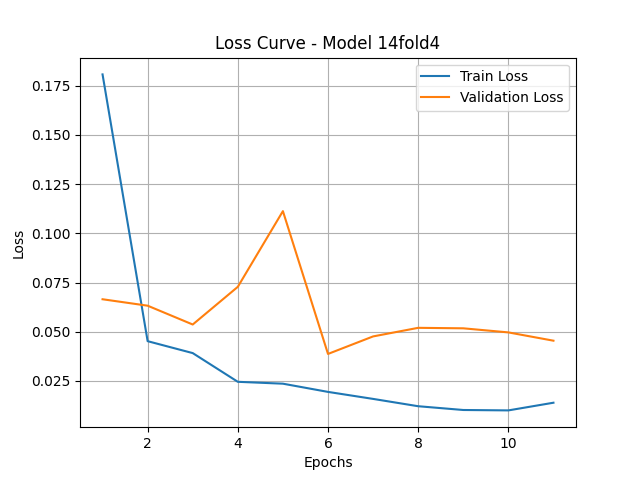 Loss Curve - Model 14fold4
Train Loss
Validation Loss
0.175
0.150
0.125
0.100
0.075
0.050
0.025
Loss
2 4 6 8 10
Epochs